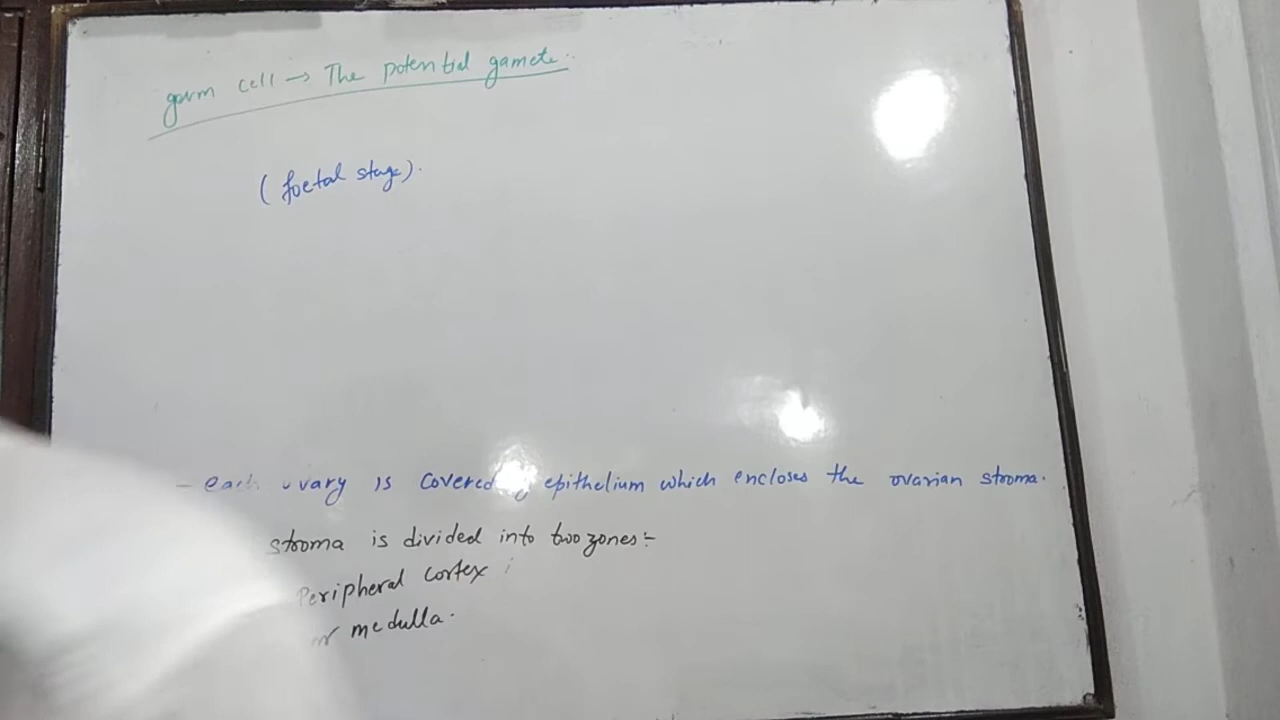 germ cell → The potential gamete.
(foetal stage).
- each ovary is covered by epithelium which encloses the ovarian stroma.
stroma is divided into two zones:-
Peripheral cortex
medulla.